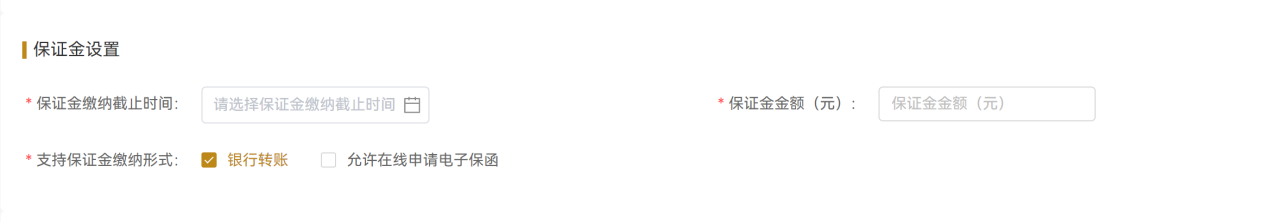 保证金设置
* 保证金缴纳截止时间： 请选择保证金缴纳截止时间 * 保证金金额（元）： 保证金金额（元）
* 支持保证金缴纳形式： 银行转账 允许在线申请电子保函